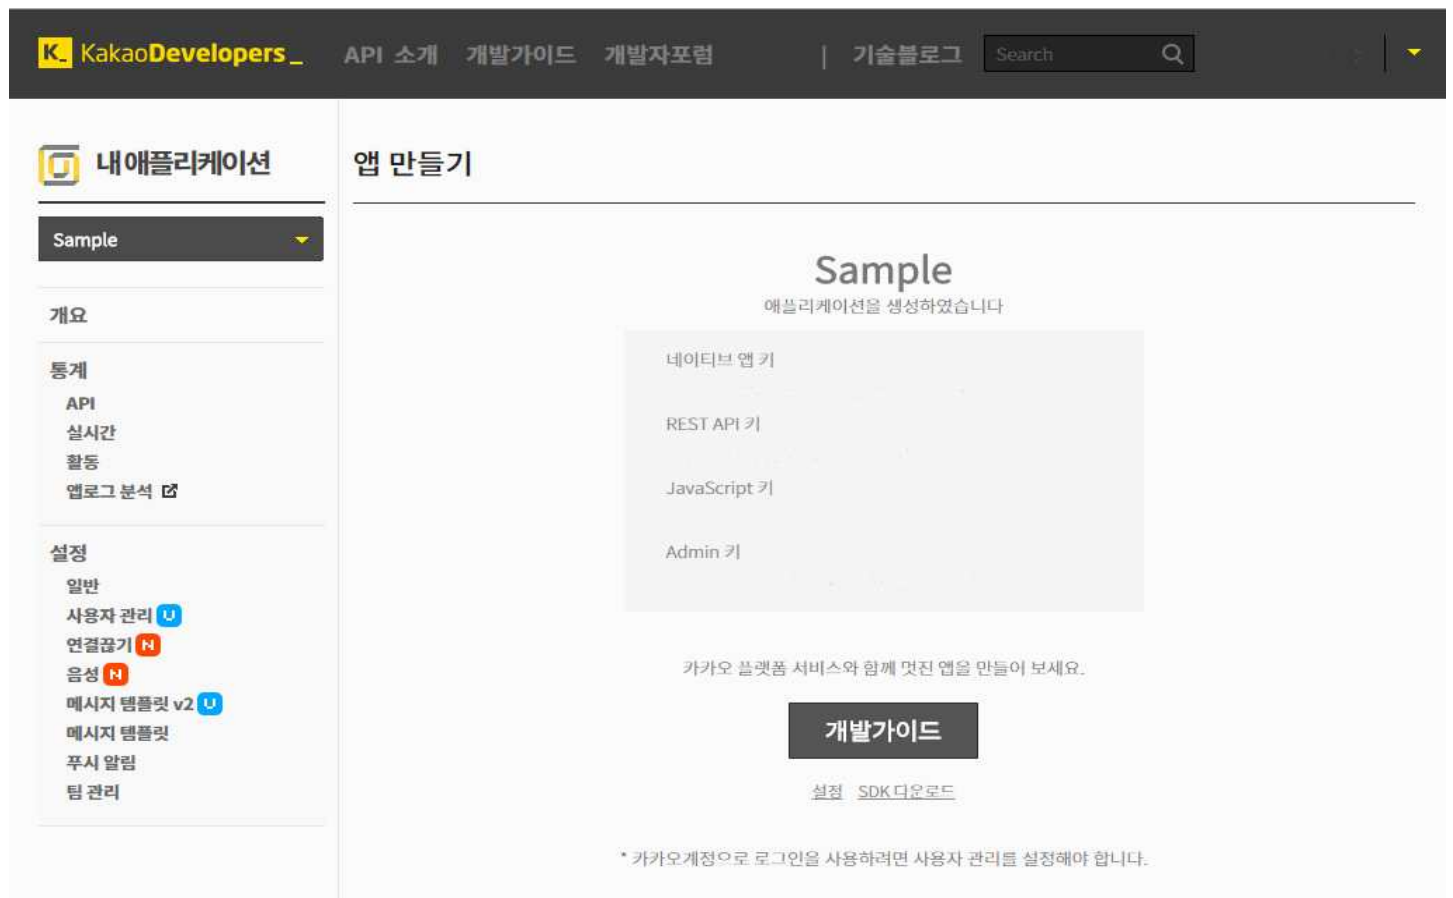 K_ KakaoDevelopers_ API 소개 개발가이드 개발자포럼 | 기술블로그 Search
내 애플리케이션
Sample
개요
통계
API
실시간
활동
앱로그 분석
설정
일반
사용자 관리 U
연결끊기 N
음성 N
메시지 템플릿 v2 U
메시지 템플릿
푸시 알림
팀 관리
앱 만들기
Sample
애플리케이션을 생성하였습니다
네이티브 앱 키
REST API 키
JavaScript 키
Admin 키
카카오 플랫폼 서비스와 함께 멋진 앱을 만들어 보세요.
개발가이드
설정 SDK 다운로드
* 카카오계정으로 로그인을 사용하려면 사용자 관리를 설정해야 합니다.